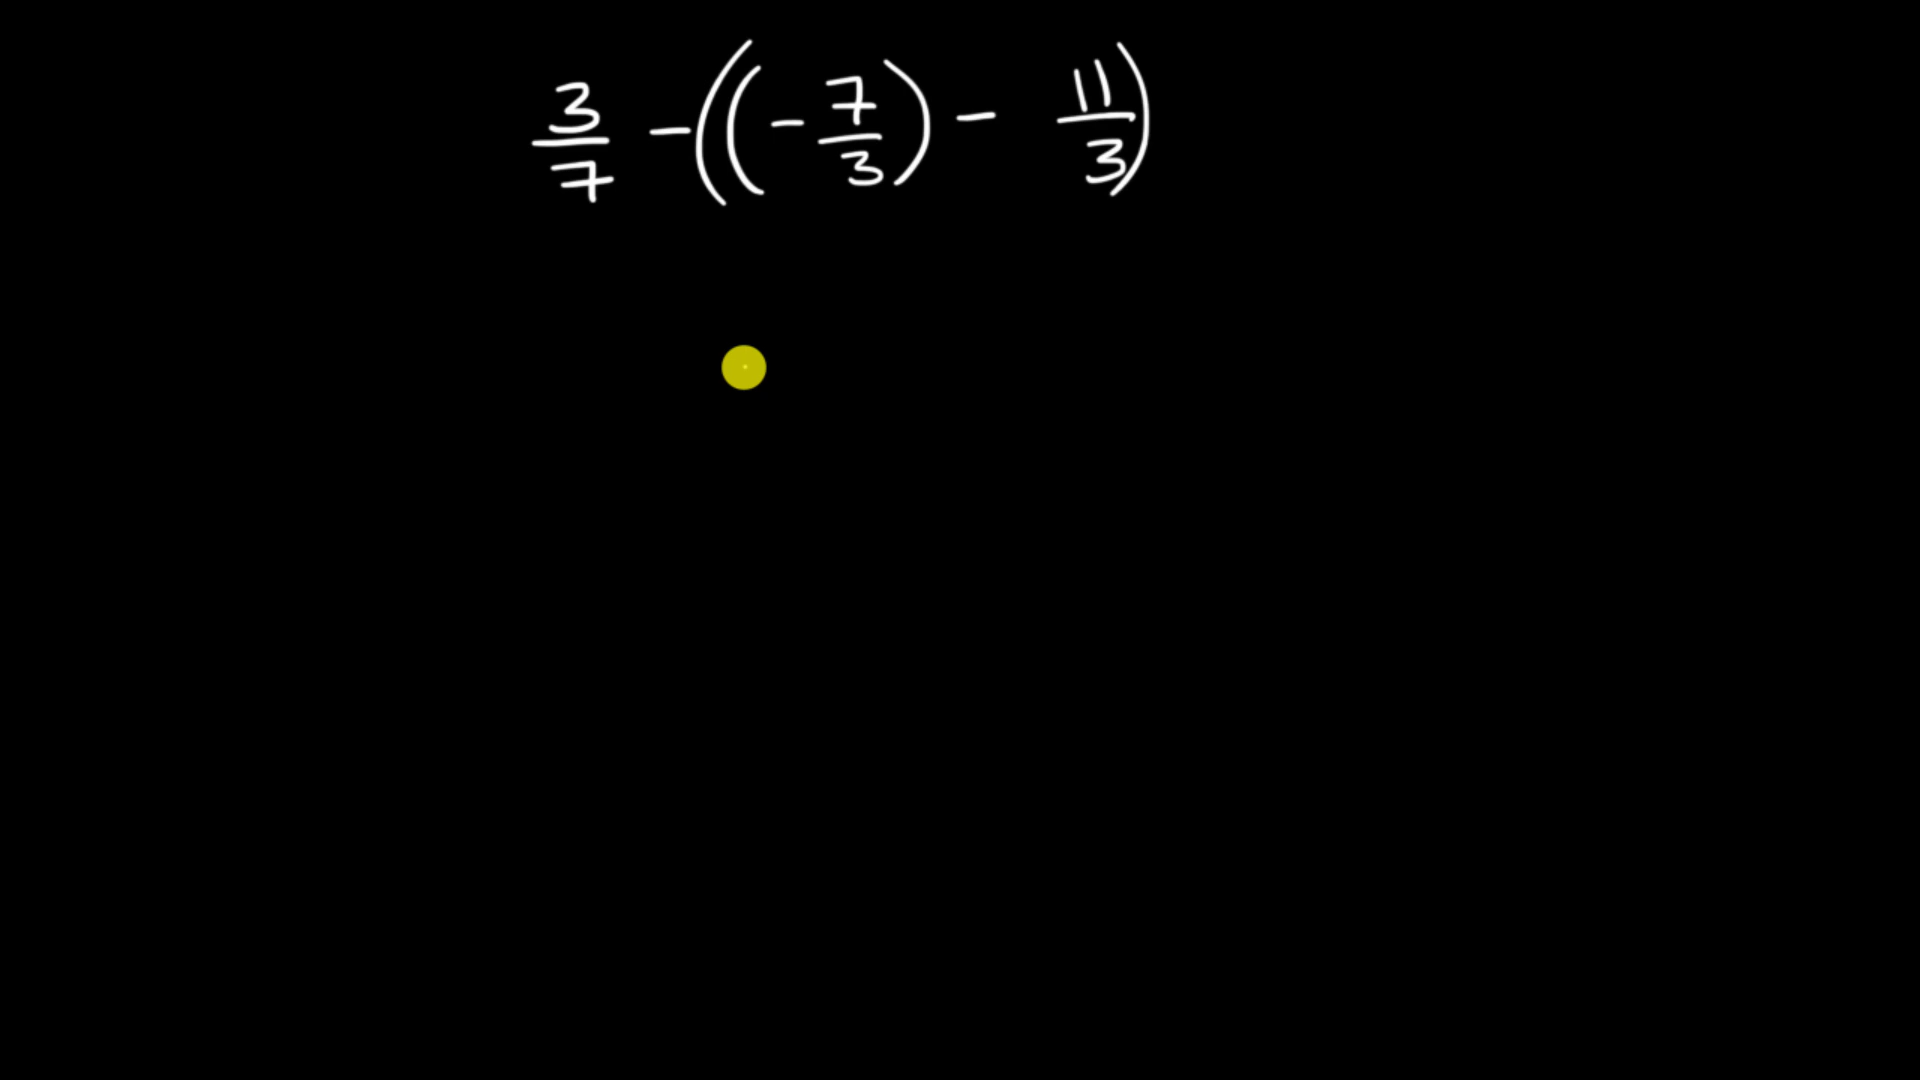 3/7 - ((-7/3) - 11/3)